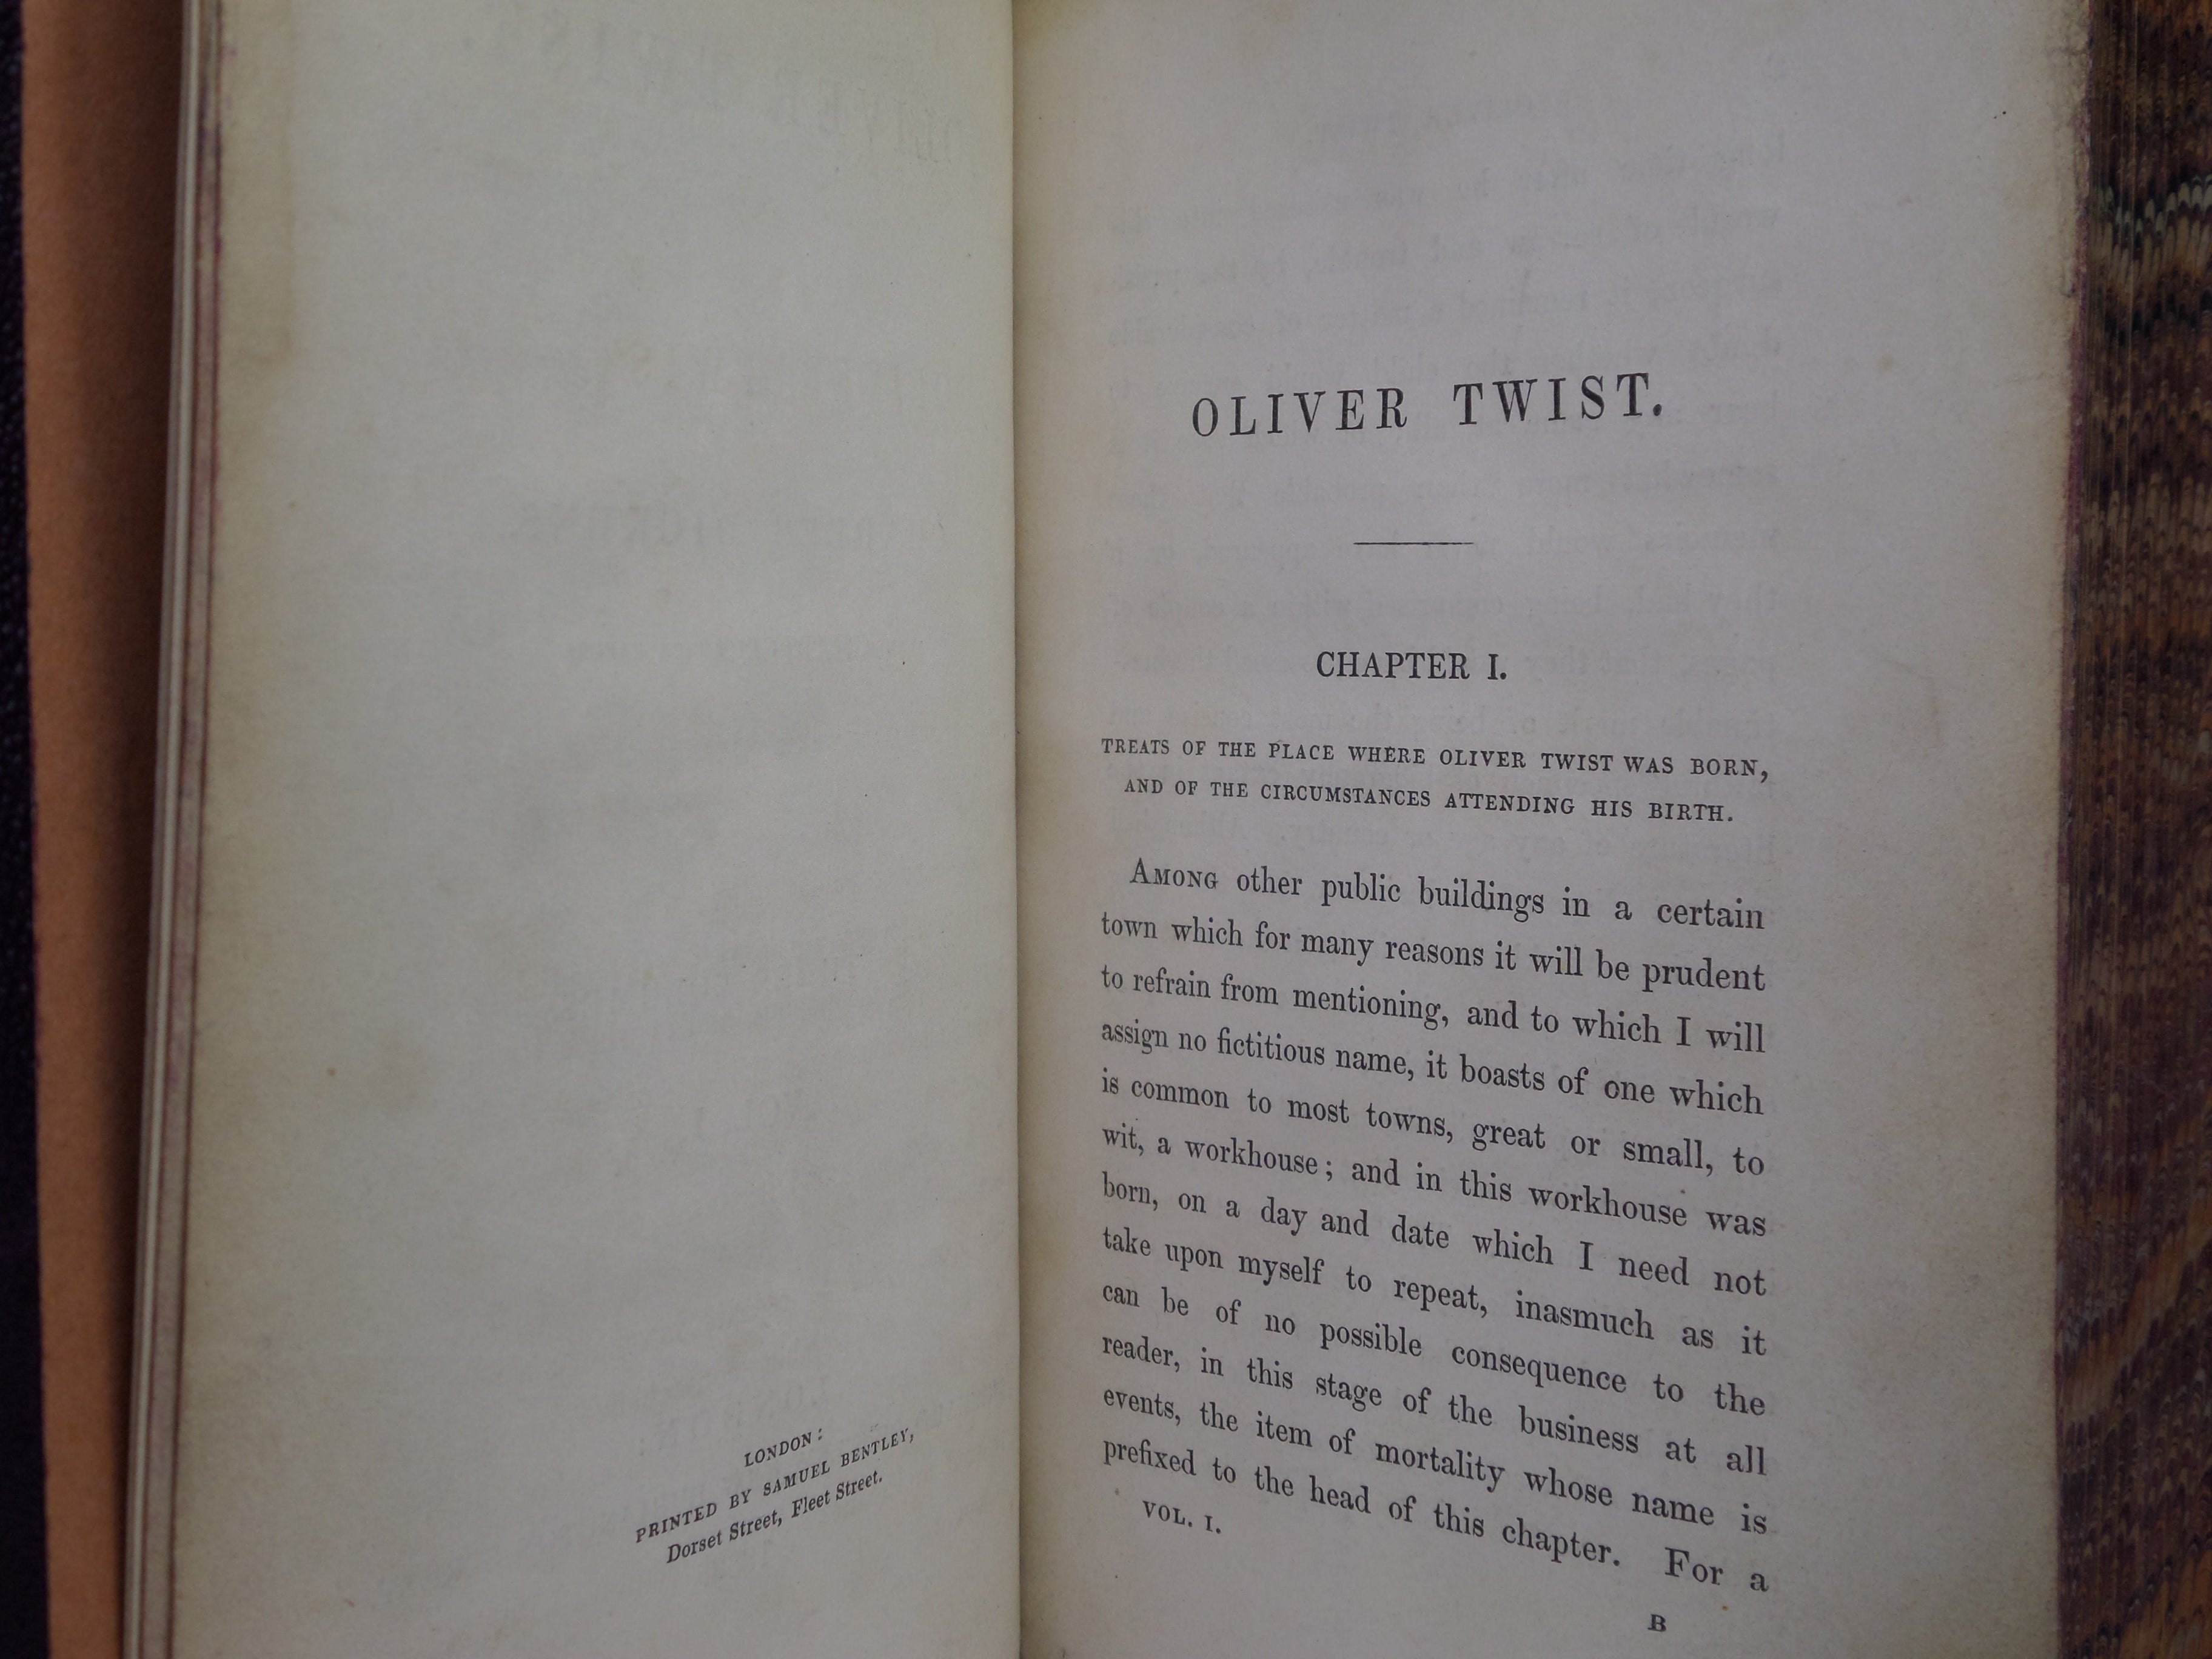 LONDON:
PRINTED BY SAMUEL BENTLEY,
Dorset Street, Fleet Street.
OLIVER TWIST.
CHAPTER I.
TREATS OF THE PLACE WHERE OLIVER TWIST WAS BORN,
AND OF THE CIRCUMSTANCES ATTENDING HIS BIRTH.
AMONG other public buildings in a certain
town which for many reasons it will be prudent
to refrain from mentioning, and to which I will
assign no fictitious name, it boasts of one which
is common to most towns, great or small, to
wit, a workhouse; and in this workhouse was
born, on a day and date which I need not
take upon myself to repeat, inasmuch as it
can be of no possible consequence to the
reader, in this stage of the business at all
events, the item of mortality whose name is
prefixed to the head of this chapter. For a
VOL. I.
B